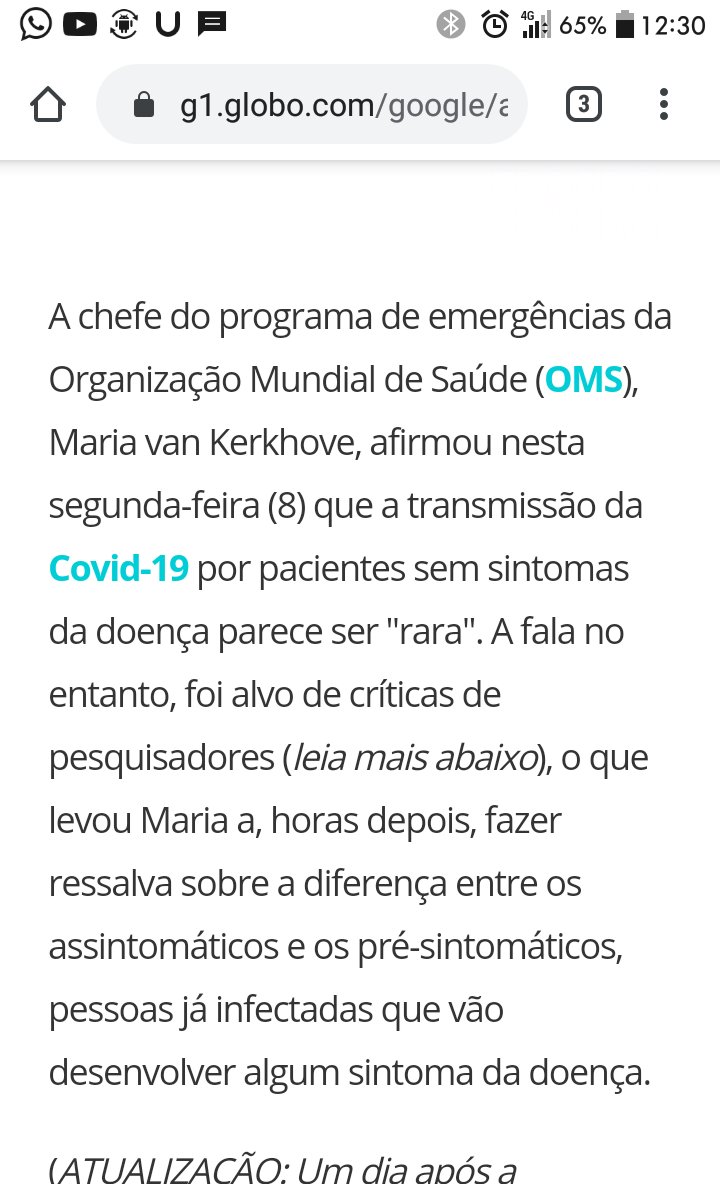 4G 65% 12:30
g1.globo.com/google/a 3
A chefe do programa de emergências da
Organização Mundial de Saúde (OMS),
Maria van Kerkhove, afirmou nesta
segunda-feira (8) que a transmissão da
Covid-19 por pacientes sem sintomas
da doença parece ser "rara". A fala no
entanto, foi alvo de críticas de
pesquisadores (leia mais abaixo), o que
levou Maria a, horas depois, fazer
ressalva sobre a diferença entre os
assintomáticos e os pré-sintomáticos,
pessoas já infectadas que vão
desenvolver algum sintoma da doença.
(ATUALIZAÇÃO: Um dia após a